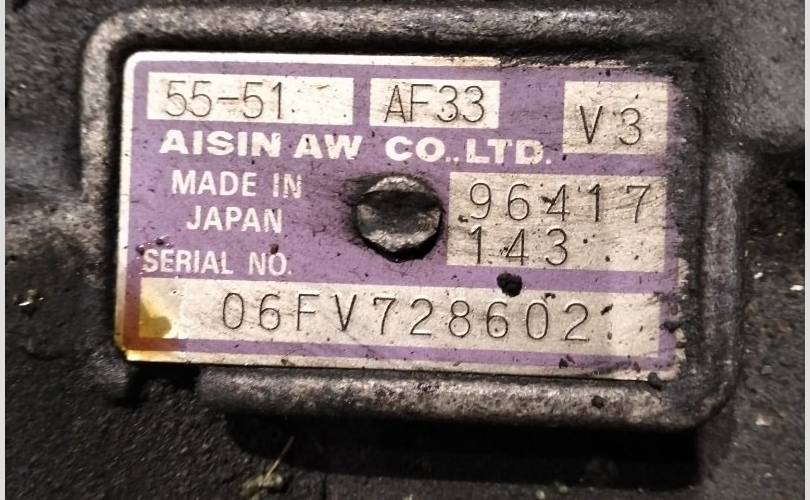 55-51 AF33 V3
AISIN AW CO.,LTD.
MADE IN
JAPAN
96417
143
SERIAL NO.
06FV728602